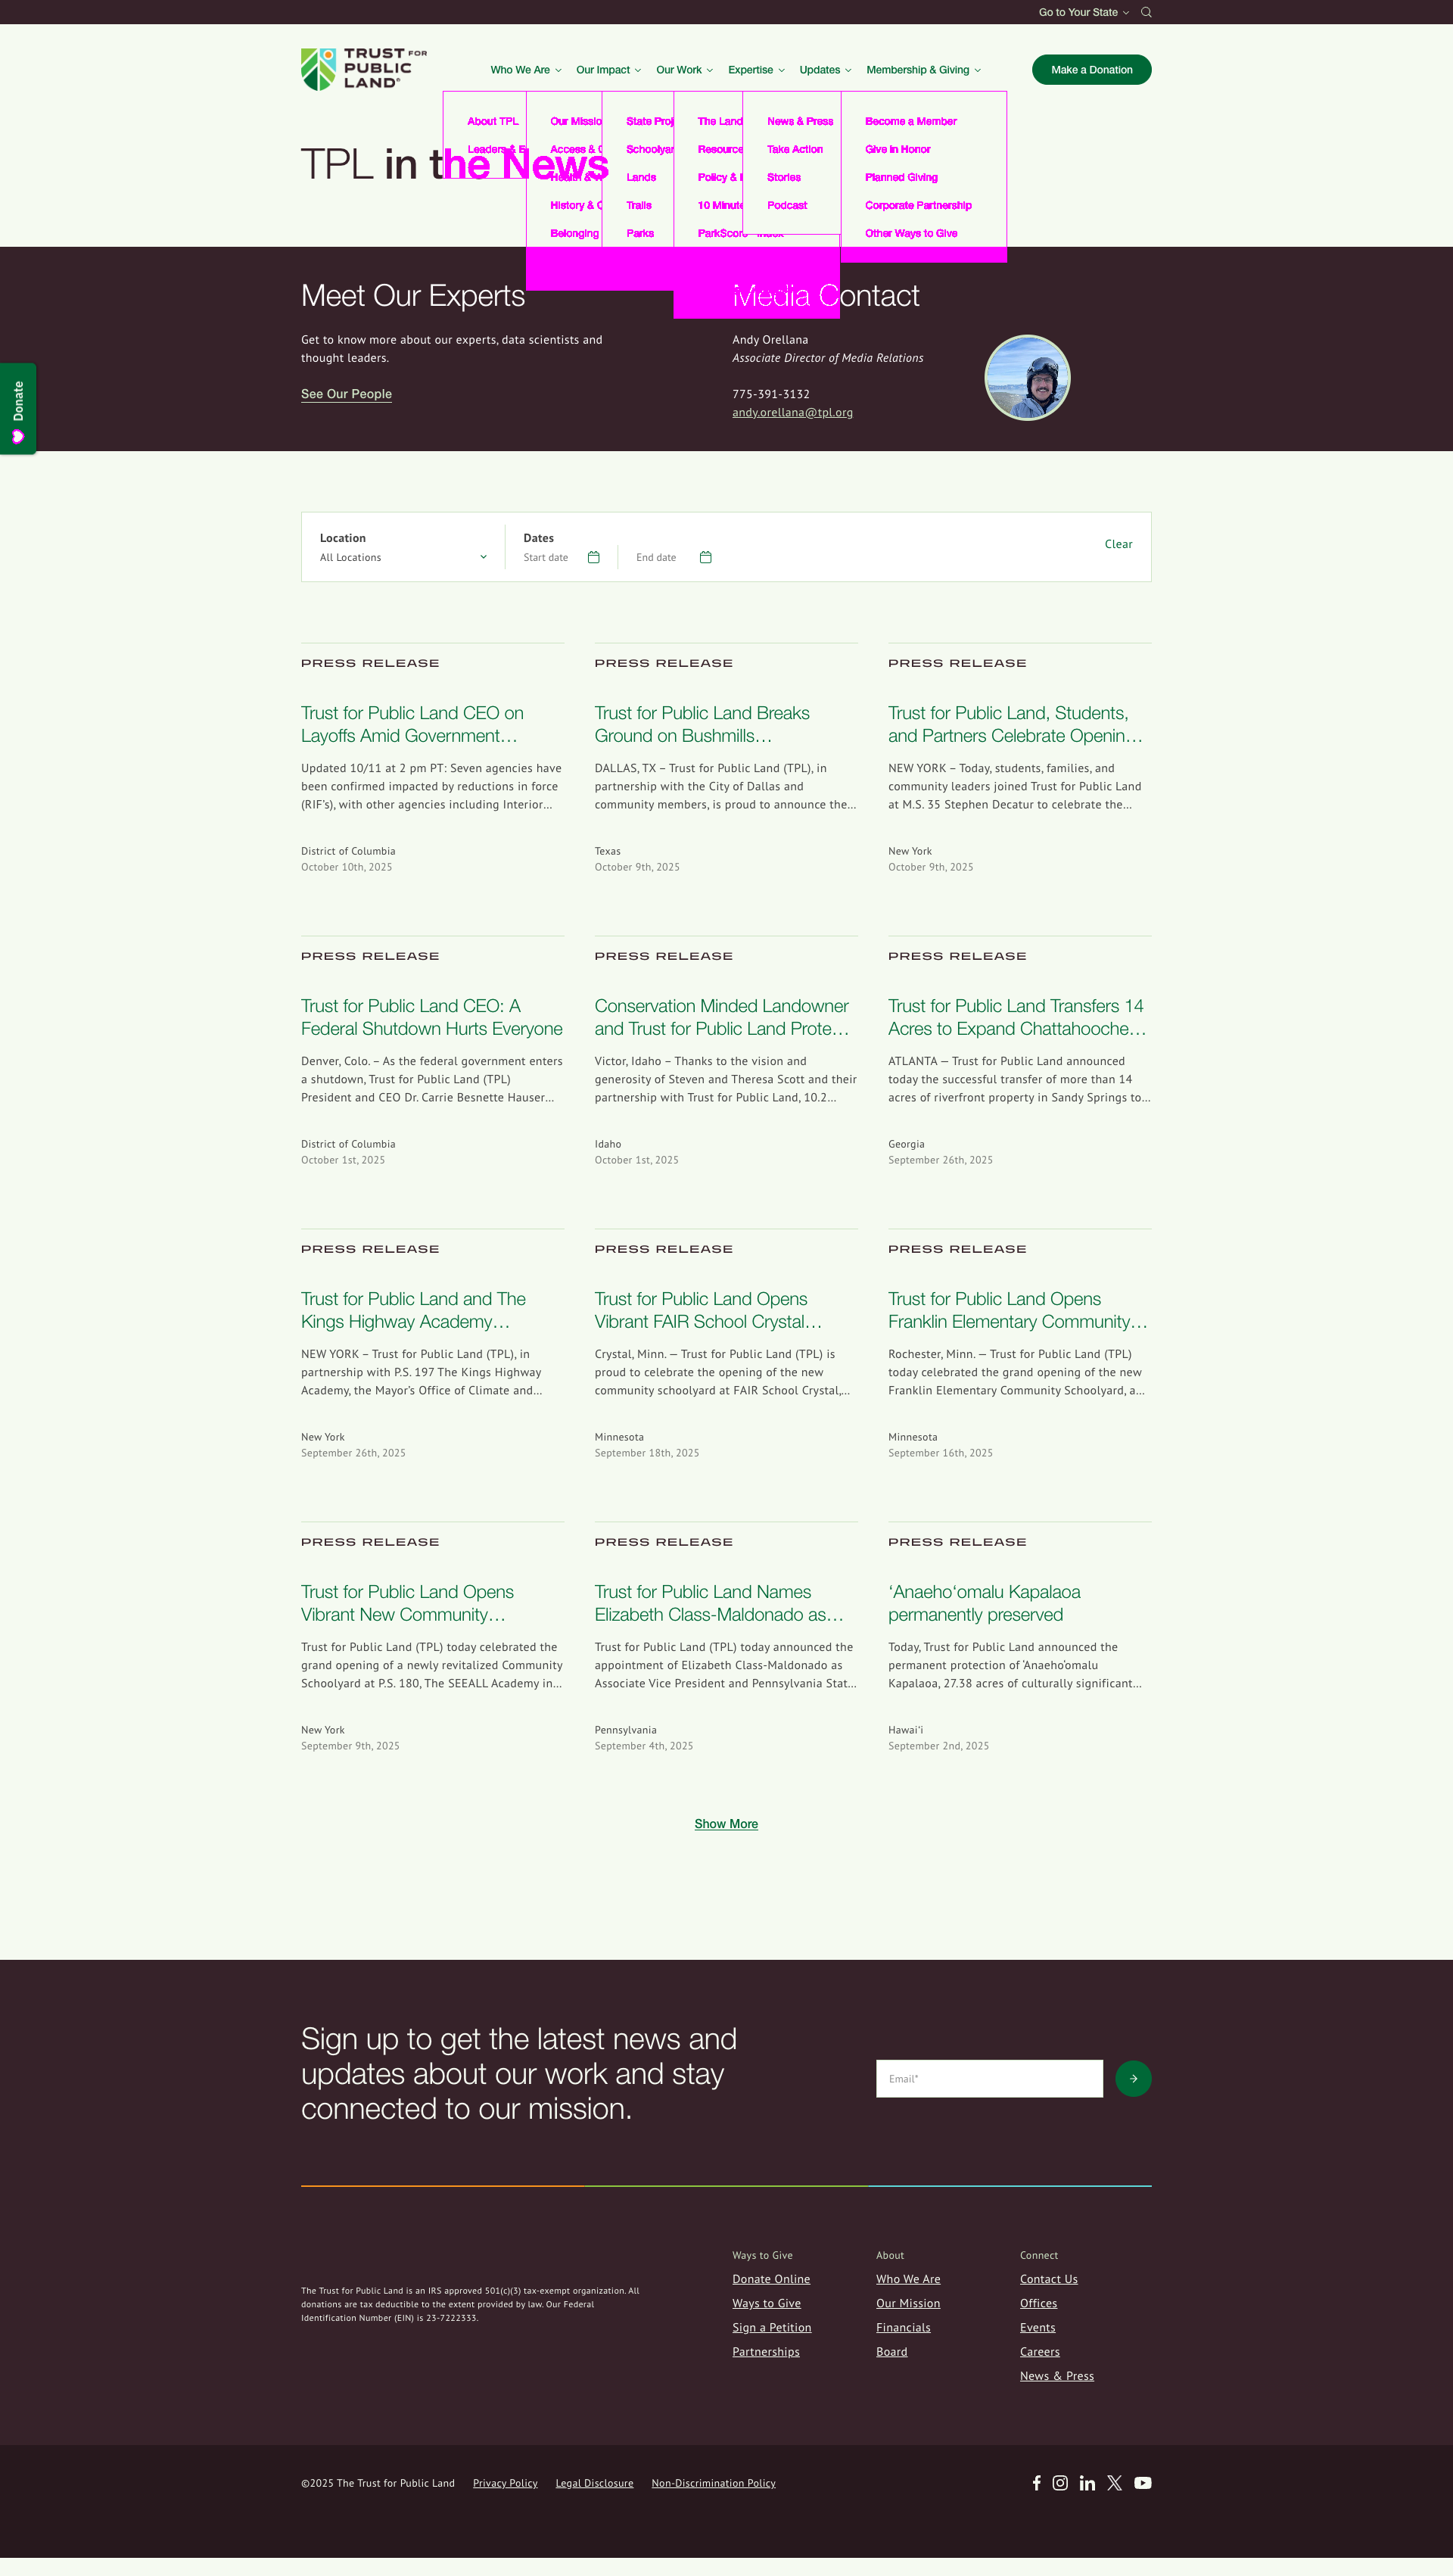 Go to Your State
TRUST FOR
PUBLIC
LAND®
Who We Are
Our Impact
Our Work
Expertise
Updates
Membership & Giving
Make a Donation
About TPL
Leaders &
Our
Access &
Health &
History &
Belonging
State
Lands
Trails
Parks
The Land
Policy &
10 Minute
ParkScore
News & Press
Take Action
Stories
Podcast
Become a Member
Give in Honor
Planned Giving
Corporate Partnership
Other Ways to Give
TPL in the News
Meet Our Experts
Get to know more about our experts, data scientists and
thought leaders.
See Our People
Media Contact
Andy Orellana
Associate Director of Media Relations
775-391-3132
andy.orellana@tpl.org
Donate
Location
All Locations
Dates
Start date
End date
Clear
PRESS RELEASE
Trust for Public Land CEO on
Layoffs Amid Government…
Updated 10/11 at 2 pm PT: Seven agencies have
been confirmed impacted by reductions in force
(RIF's), with other agencies including Interior…
District of Columbia
October 10th, 2025
PRESS RELEASE
Trust for Public Land Breaks
Ground on Bushmills…
DALLAS, TX – Trust for Public Land (TPL), in
partnership with the City of Dallas and
community members, is proud to announce the…
Texas
October 9th, 2025
PRESS RELEASE
Trust for Public Land, Students,
and Partners Celebrate Openin…
NEW YORK – Today, students, families, and
community leaders joined Trust for Public Land
at M.S. 35 Stephen Decatur to celebrate the…
New York
October 9th, 2025
PRESS RELEASE
Trust for Public Land CEO: A
Federal Shutdown Hurts Everyone
Denver, Colo. – As the federal government enters
a shutdown, Trust for Public Land (TPL)
President and CEO Dr. Carrie Besnette Hauser…
District of Columbia
October 1st, 2025
PRESS RELEASE
Conservation Minded Landowner
and Trust for Public Land Prote…
Victor, Idaho – Thanks to the vision and
generosity of Steven and Theresa Scott and their
partnership with Trust for Public Land, 10.2…
Idaho
October 1st, 2025
PRESS RELEASE
Trust for Public Land Transfers 14
Acres to Expand Chattahooche…
ATLANTA — Trust for Public Land announced
today the successful transfer of more than 14
acres of riverfront property in Sandy Springs to…
Georgia
September 26th, 2025
PRESS RELEASE
Trust for Public Land and The
Kings Highway Academy…
NEW YORK – Trust for Public Land (TPL), in
partnership with P.S. 197 The Kings Highway
Academy, the Mayor's Office of Climate and…
New York
September 26th, 2025
PRESS RELEASE
Trust for Public Land Opens
Vibrant FAIR School Crystal…
Crystal, Minn. — Trust for Public Land (TPL) is
proud to celebrate the opening of the new
community schoolyard at FAIR School Crystal,…
Minnesota
September 18th, 2025
PRESS RELEASE
Trust for Public Land Opens
Franklin Elementary Community…
Rochester, Minn. — Trust for Public Land (TPL)
today celebrated the grand opening of the new
Franklin Elementary Community Schoolyard, a…
Minnesota
September 16th, 2025
PRESS RELEASE
Trust for Public Land Opens
Vibrant New Community…
Trust for Public Land (TPL) today celebrated the
grand opening of a newly revitalized Community
Schoolyard at P.S. 180, The SEEALL Academy in…
New York
September 9th, 2025
PRESS RELEASE
Trust for Public Land Names
Elizabeth Class-Maldonado as…
Trust for Public Land (TPL) today announced the
appointment of Elizabeth Class-Maldonado as
Associate Vice President and Pennsylvania Stat…
Pennsylvania
September 4th, 2025
PRESS RELEASE
ʻAnaehoʻomalu Kapalaoa
permanently preserved
Today, Trust for Public Land announced the
permanent protection of ʻAnaehoʻomalu
Kapalaoa, 27.38 acres of culturally significant…
Hawai'i
September 2nd, 2025
Show More
Sign up to get the latest news and
updates about our work and stay
connected to our mission.
Email*
The Trust for Public Land is an IRS approved 501(c)(3) tax-exempt organization. All
donations are tax deductible to the extent provided by law. Our Federal
Identification Number (EIN) is 23-7222333.
Ways to Give
Donate Online
Ways to Give
Sign a Petition
Partnerships
About
Who We Are
Our Mission
Financials
Board
Connect
Contact Us
Offices
Events
Careers
News & Press
©2025 The Trust for Public Land
Privacy Policy
Legal Disclosure
Non-Discrimination Policy